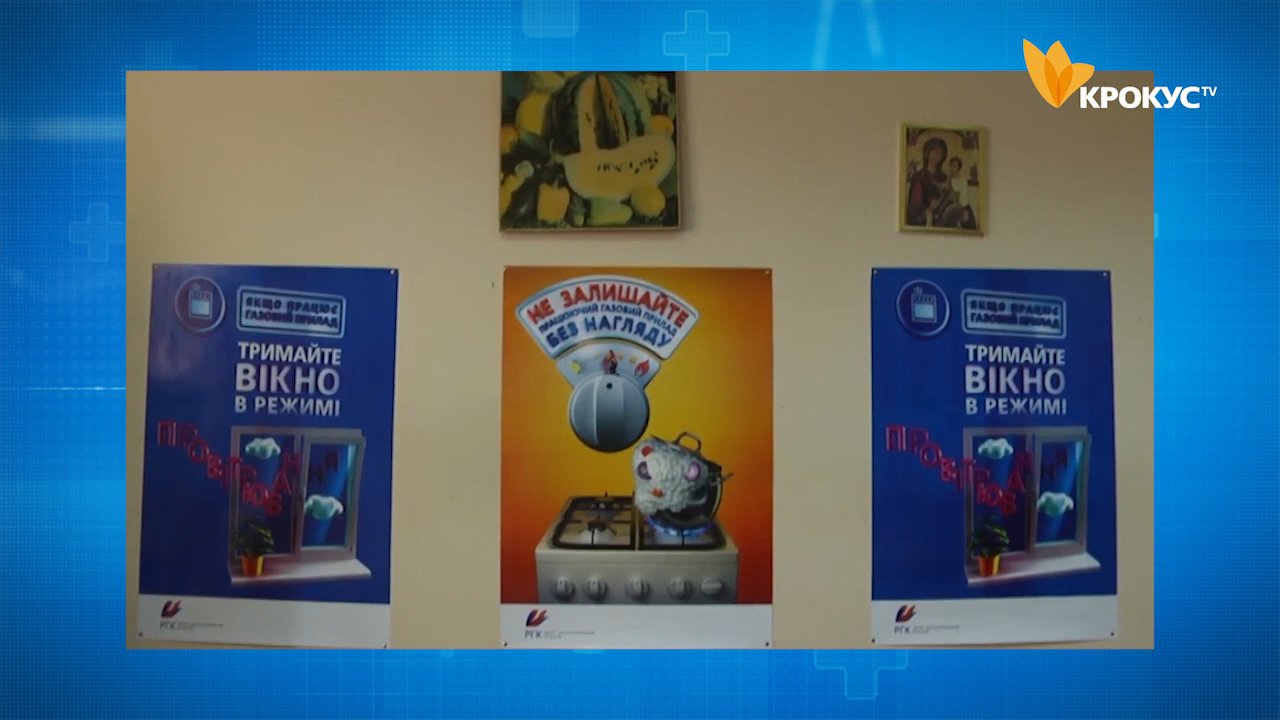 КРОКУС TV
ЯКЩО ПРАЦЮЄ
ГАЗОВИЙ ПРИЛАД
ТРИМАЙТЕ
ВІКНО
В РЕЖИМІ
ПРОВІТРЮВАННЯ
РГК
НЕ ЗАЛИШАЙТЕ
ПРАЦЮЮЧИЙ ГАЗОВИЙ ПРИЛАД
БЕЗ НАГЛЯДУ
РГК
ЯКЩО ПРАЦЮЄ
ГАЗОВИЙ ПРИЛАД
ТРИМАЙТЕ
ВІКНО
В РЕЖИМІ
ПРОВІТРЮВАННЯ
РГК